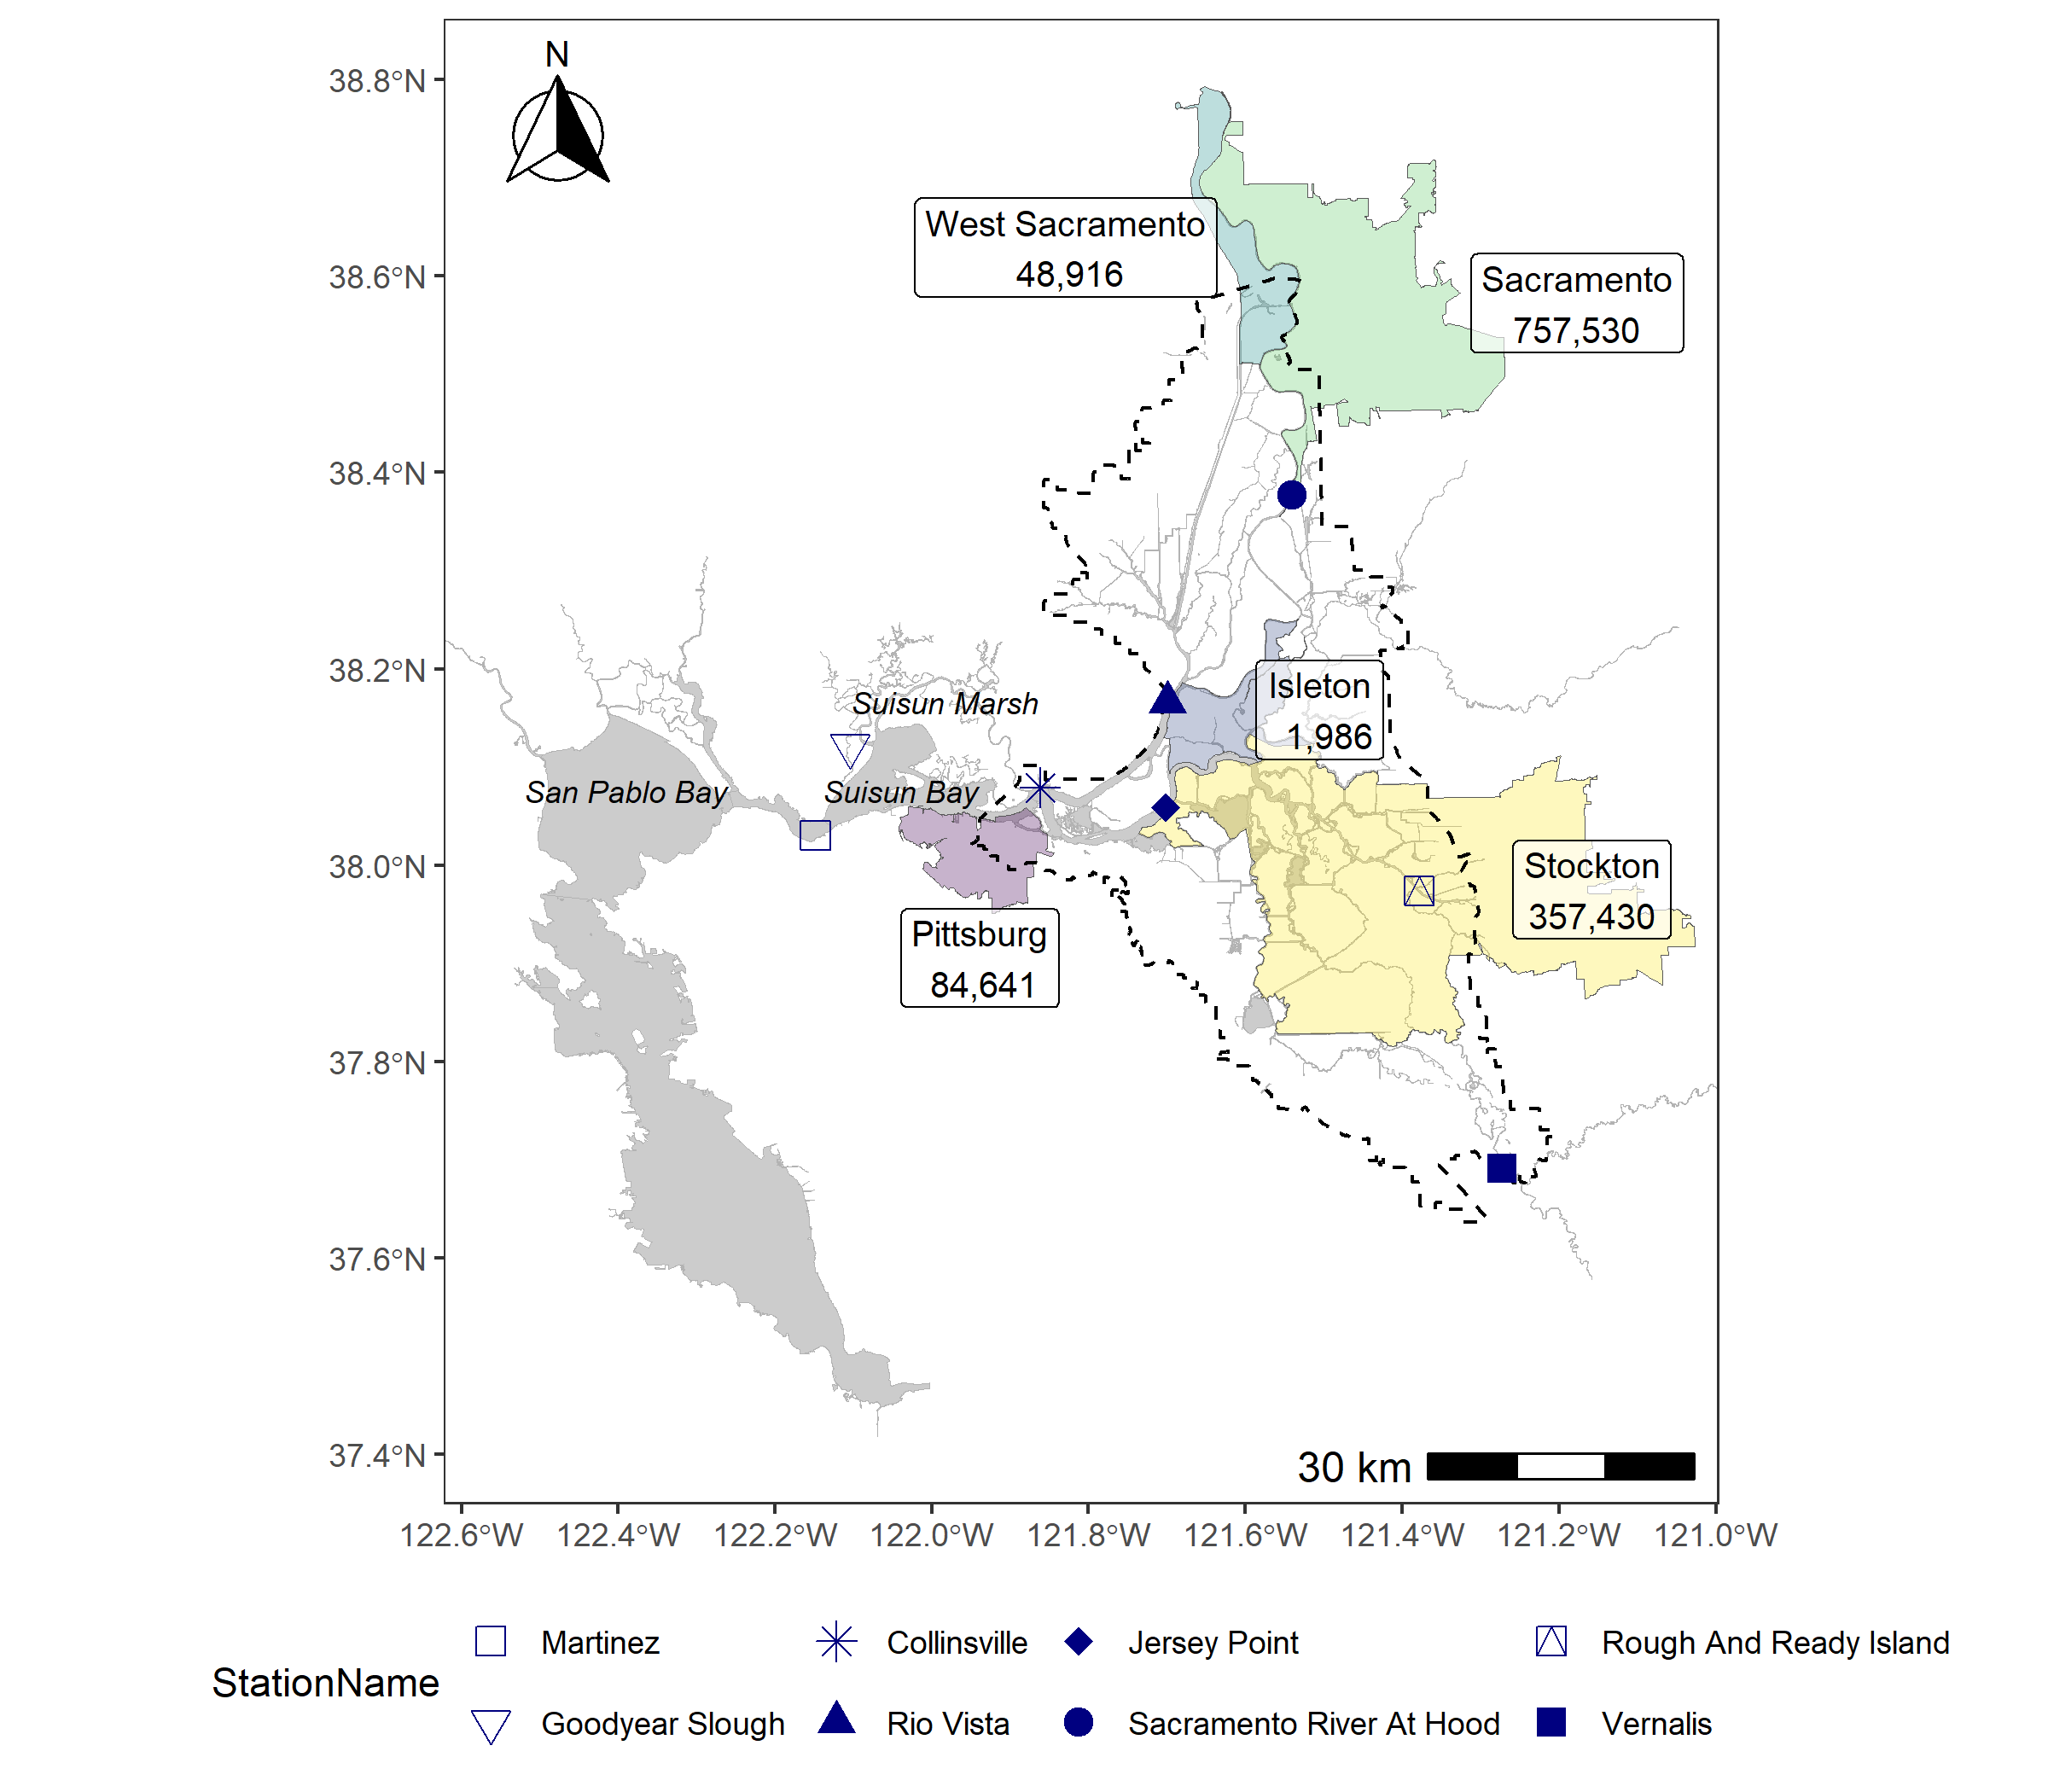 N
38.8°N
38.6°N
38.4°N
38.2°N
38.0°N
37.8°N
37.6°N
37.4°N
West Sacramento
48,916
Sacramento
757,530
Isleton
1,986
Suisun Marsh
San Pablo Bay
Suisun Bay
Stockton
357,430
Pittsburg
84,641
30 km
122.6°W
122.4°W
122.2°W
122.0°W
121.8°W
121.6°W
121.4°W
121.2°W
121.0°W
StationName
Martinez
Goodyear Slough
Collinsville
Rio Vista
Jersey Point
Sacramento River At Hood
Rough And Ready Island
Vernalis